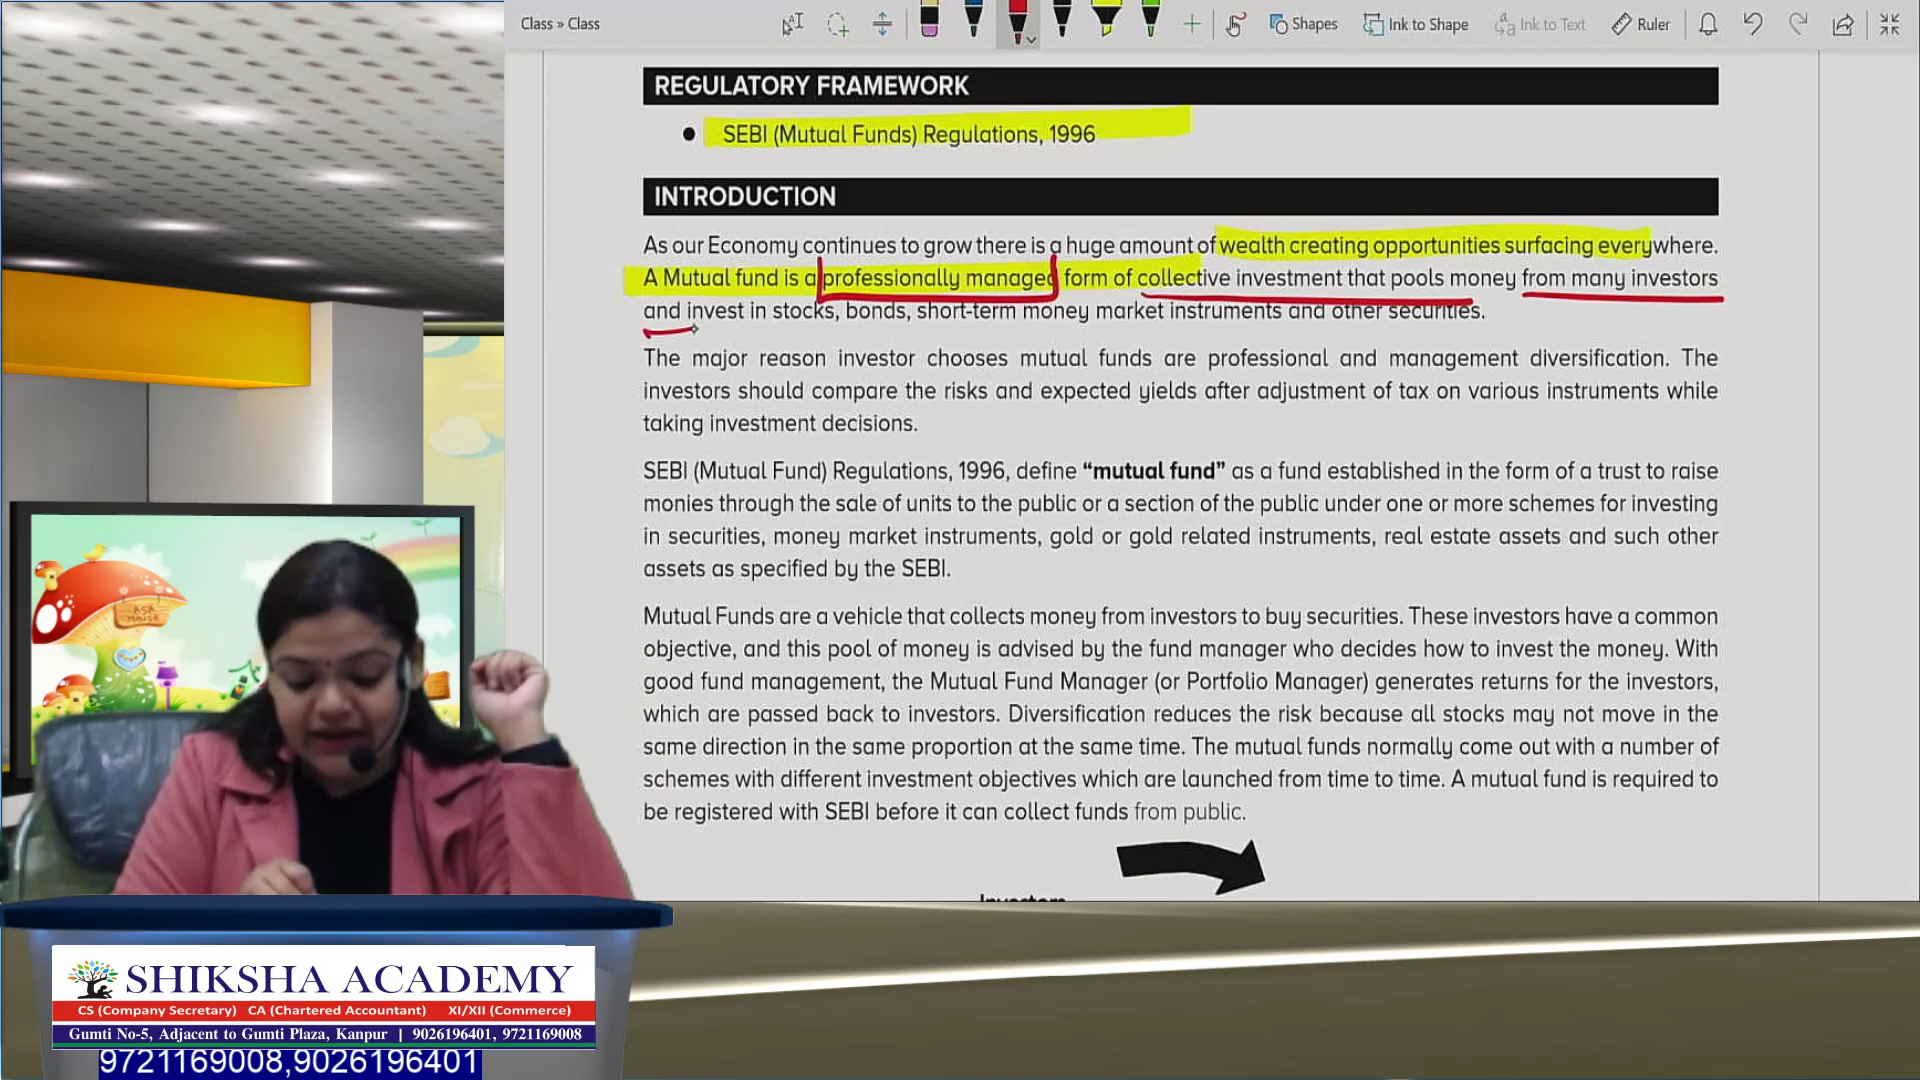 Class » Class
Shapes
Ink to Shape
Ink to Text
Ruler
REGULATORY FRAMEWORK
● SEBI (Mutual Funds) Regulations, 1996
INTRODUCTION
As our Economy continues to grow there is a huge amount of wealth creating opportunities surfacing everywhere.
A Mutual fund is a professionally managed form of collective investment that pools money from many investors
and invest in stocks, bonds, short-term money market instruments and other securities.
The major reason investor chooses mutual funds are professional and management diversification. The
investors should compare the risks and expected yields after adjustment of tax on various instruments while
taking investment decisions.
SEBI (Mutual Fund) Regulations, 1996, define “mutual fund” as a fund established in the form of a trust to raise
monies through the sale of units to the public or a section of the public under one or more schemes for investing
in securities, money market instruments, gold or gold related instruments, real estate assets and such other
assets as specified by the SEBI.
Mutual Funds are a vehicle that collects money from investors to buy securities. These investors have a common
objective, and this pool of money is advised by the fund manager who decides how to invest the money. With
good fund management, the Mutual Fund Manager (or Portfolio Manager) generates returns for the investors,
which are passed back to investors. Diversification reduces the risk because all stocks may not move in the
same direction in the same proportion at the same time. The mutual funds normally come out with a number of
schemes with different investment objectives which are launched from time to time. A mutual fund is required to
be registered with SEBI before it can collect funds from public.
Investors
ASA
House
SHIKSHA ACADEMY
CS (Company Secretary) CA (Chartered Accountant) XI/XII (Commerce)
Gumti No-5, Adjacent to Gumti Plaza, Kanpur | 9026196401, 9721169008
9721169008,9026196401